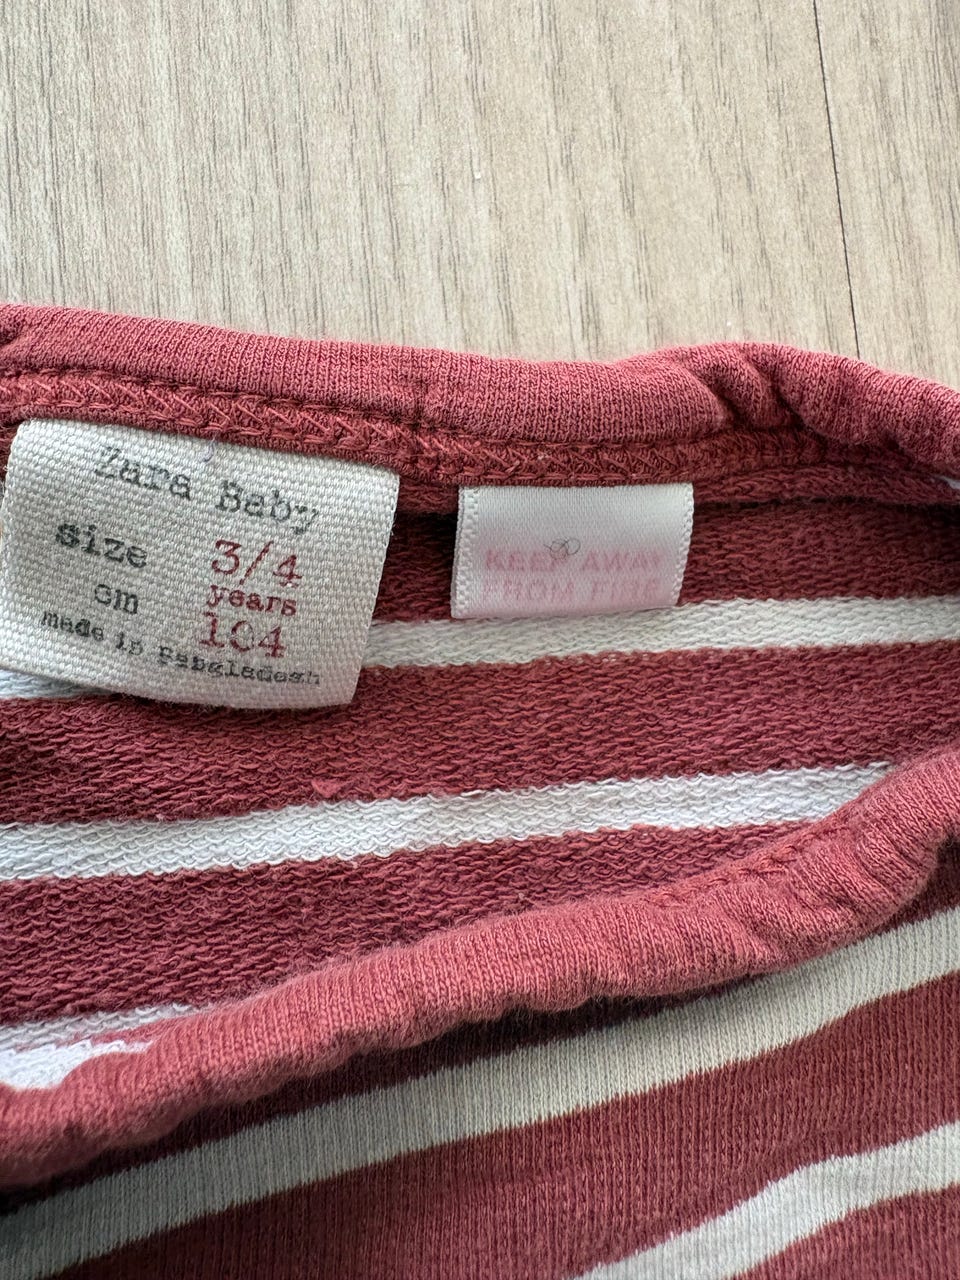 Zara Baby
size 3/4
years
cm 104
made in Bangladesh
KEEP AWAY
FROM FIRE